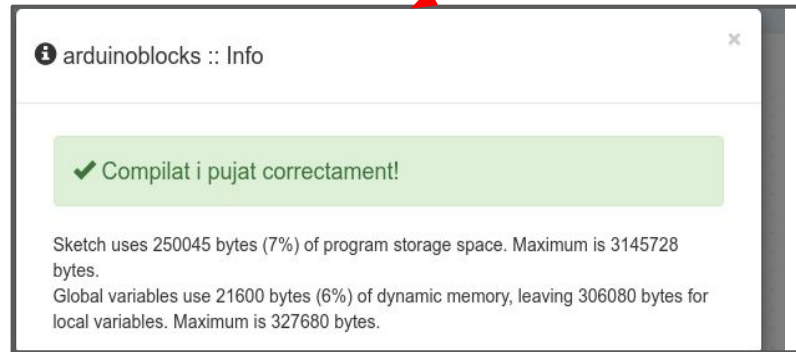 arduinoblocks :: Info
×
Compilat i pujat correctament!
Sketch uses 250045 bytes (7%) of program storage space. Maximum is 3145728
bytes.
Global variables use 21600 bytes (6%) of dynamic memory, leaving 306080 bytes for
local variables. Maximum is 327680 bytes.